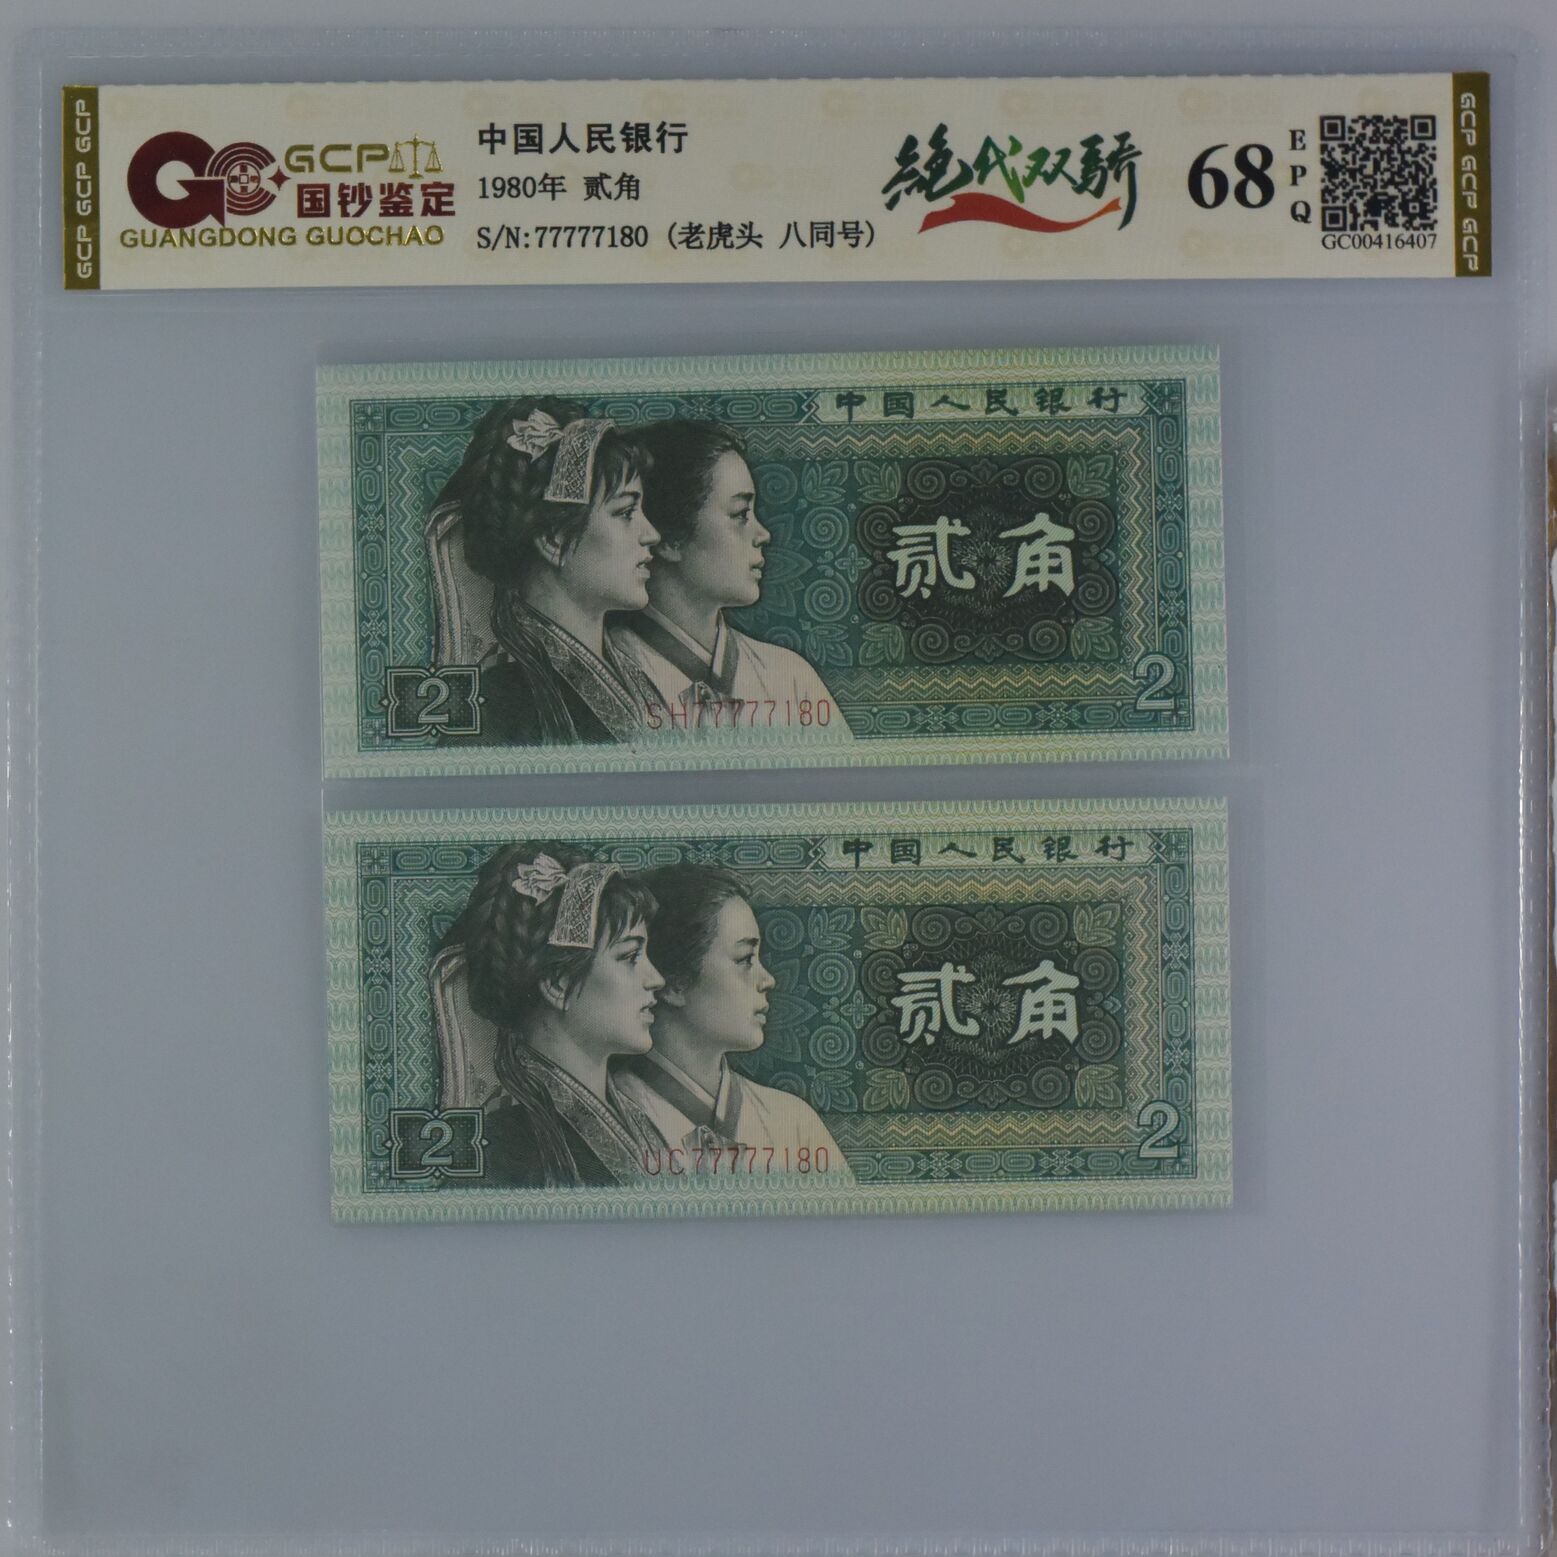 GCP GCP GCP
GCP
国钞鉴定
GUANGDONG GUOCHAO
中国人民银行
1980年 贰角
S/N:77777180 (老虎头 八同号)
絶代双骄
68
EPQ
GC00416407
GCP GCP GCP
中国人民银行
贰角
2
2
SH77777180
中国人民银行
贰角
2
2
UC77777180